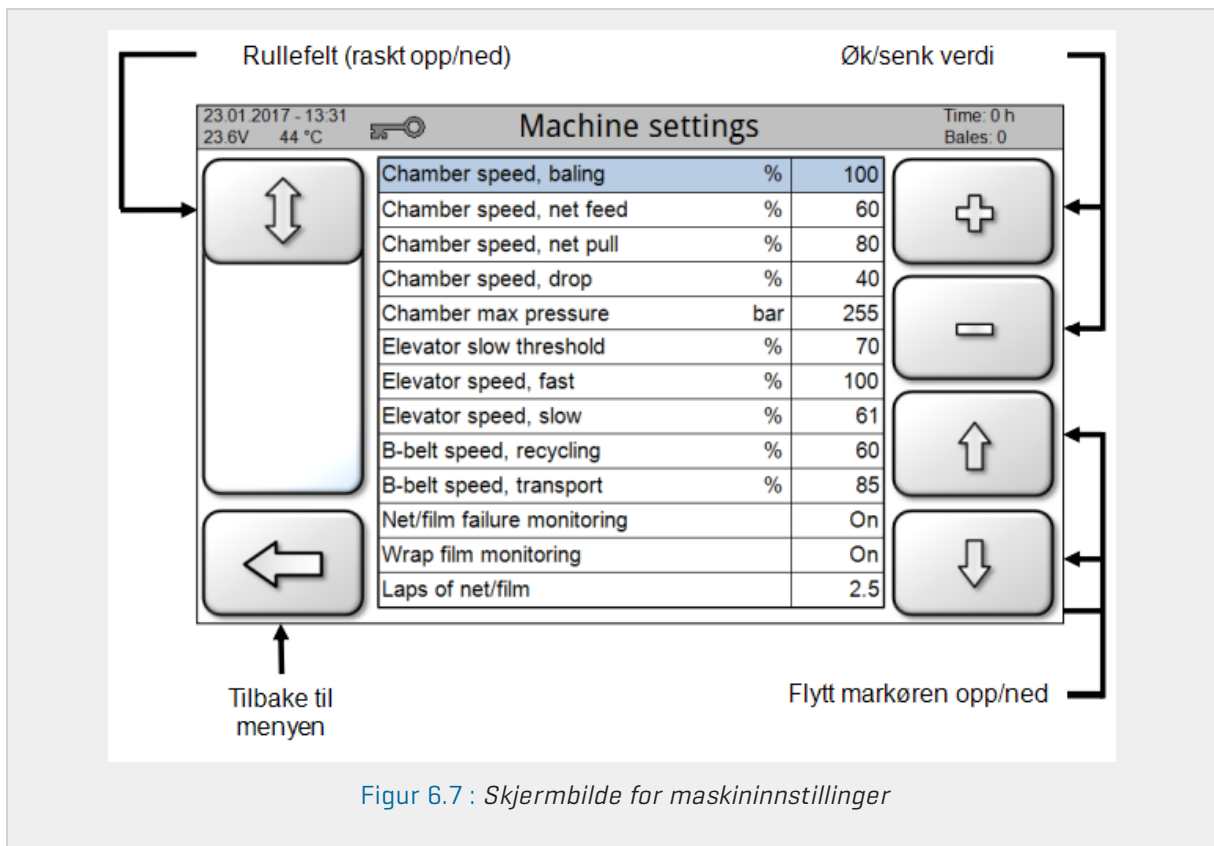 Rullefelt (raskt opp/ned)
Øk/senk verdi
23.01.2017 - 13:31
23.6V 44 °C
Machine settings
Time: 0 h
Bales: 0
Chamber speed, baling % 100
Chamber speed, net feed % 60
Chamber speed, net pull % 80
Chamber speed, drop % 40
Chamber max pressure bar 255
Elevator slow threshold % 70
Elevator speed, fast % 100
Elevator speed, slow % 61
B-belt speed, recycling % 60
B-belt speed, transport % 85
Net/film failure monitoring On
Wrap film monitoring On
Laps of net/film 2.5
Tilbake til
menyen
Flytt markøren opp/ned
Figur 6.7 : Skjermbilde for maskininnstillinger